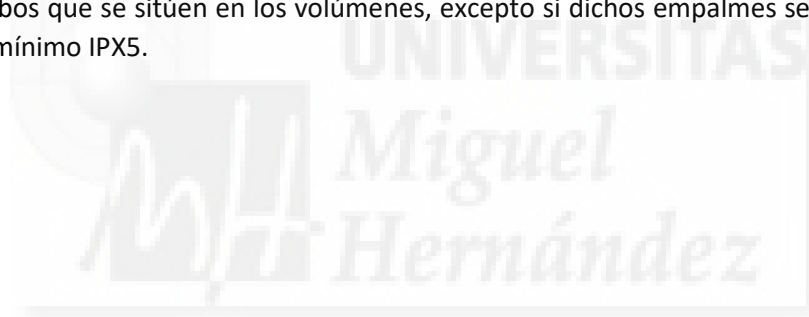 bos que se sitúen en los volúmenes, excepto si dichos empalmes se
mínimo IPX5.
UNIVERSITAS
Miguel
Hernández